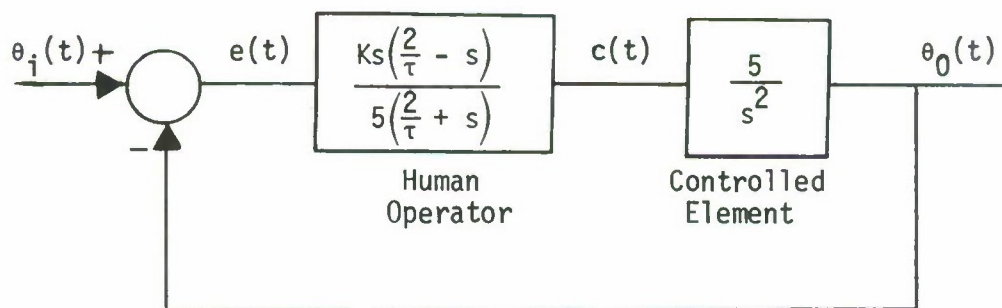 θi(t) + e(t) Ks(2/τ - s) / 5(2/τ + s) c(t) 5/s² θ0(t)
−
Human Operator
Controlled Element